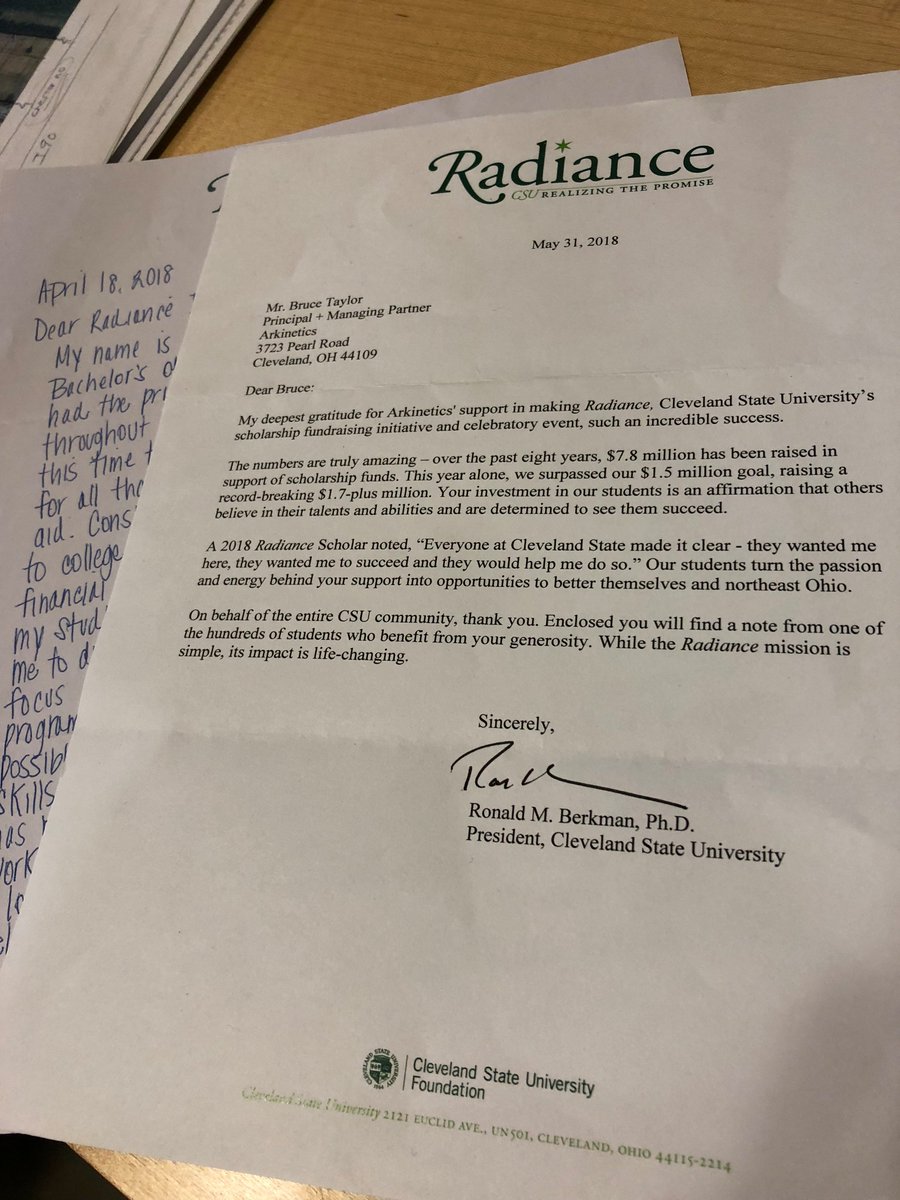 Radiance
CSU REALIZING THE PROMISE
May 31, 2018
Mr. Bruce Taylor
Principal + Managing Partner
Arkinetics
3723 Pearl Road
Cleveland, OH 44109
Dear Bruce:
My deepest gratitude for Arkinetics' support in making Radiance, Cleveland State University's
scholarship fundraising initiative and celebratory event, such an incredible success.
The numbers are truly amazing – over the past eight years, $7.8 million has been raised in
support of scholarship funds. This year alone, we surpassed our $1.5 million goal, raising a
record-breaking $1.7-plus million. Your investment in our students is an affirmation that others
believe in their talents and abilities and are determined to see them succeed.
A 2018 Radiance Scholar noted, “Everyone at Cleveland State made it clear - they wanted me
here, they wanted me to succeed and they would help me do so.” Our students turn the passion
and energy behind your support into opportunities to better themselves and northeast Ohio.
On behalf of the entire CSU community, thank you. Enclosed you will find a note from one of
the hundreds of students who benefit from your generosity. While the Radiance mission is
simple, its impact is life-changing.
Sincerely,
Ronald M. Berkman, Ph.D.
President, Cleveland State University
Cleveland State University
Foundation
Cleveland State University 2121 EUCLID AVE., UN501, CLEVELAND, OHIO 44115-2214
April 18, 2018
Dear Radiance
My name is
Bachelor's
had the
throughout
this time
for all
aid.
to college
financial
my
me to
focus
skills
I90